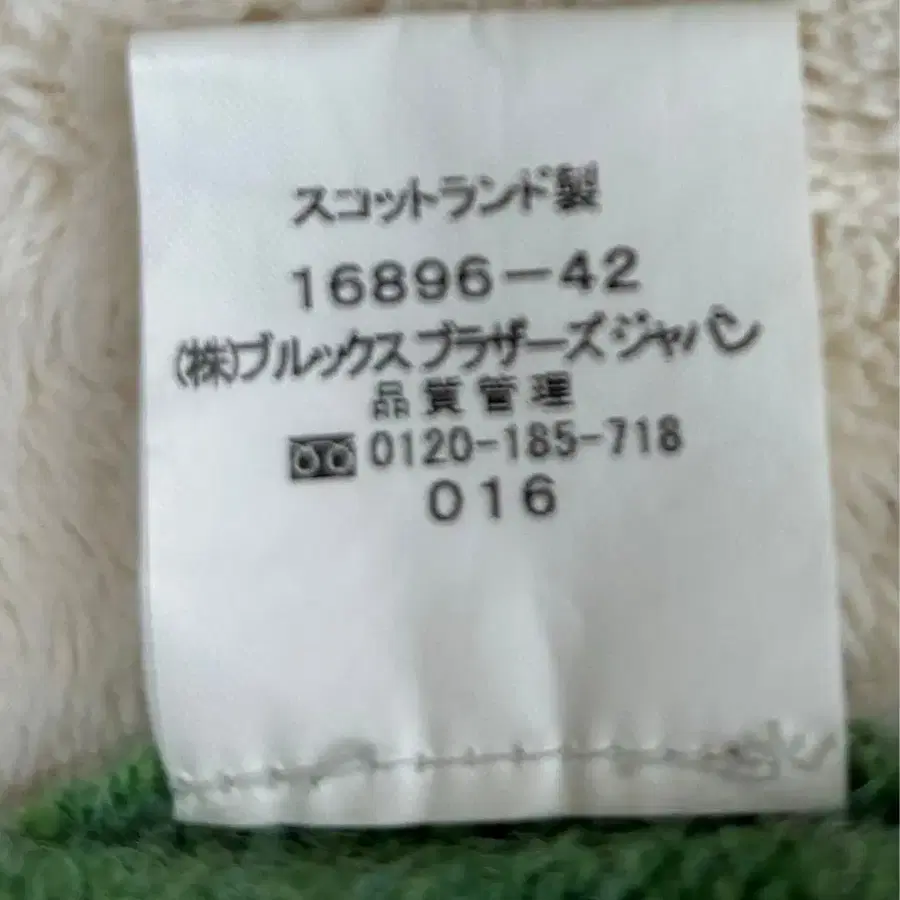 スコットランド製
16896-42
(株)ブルックスブラザーズジャパン
品質管理
0120-185-718
016